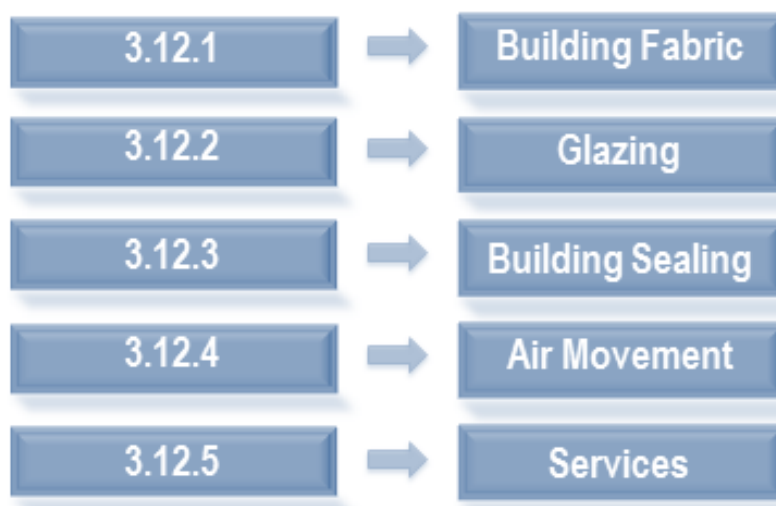 3.12.1 Building Fabric
3.12.2 Glazing
3.12.3 Building Sealing
3.12.4 Air Movement
3.12.5 Services